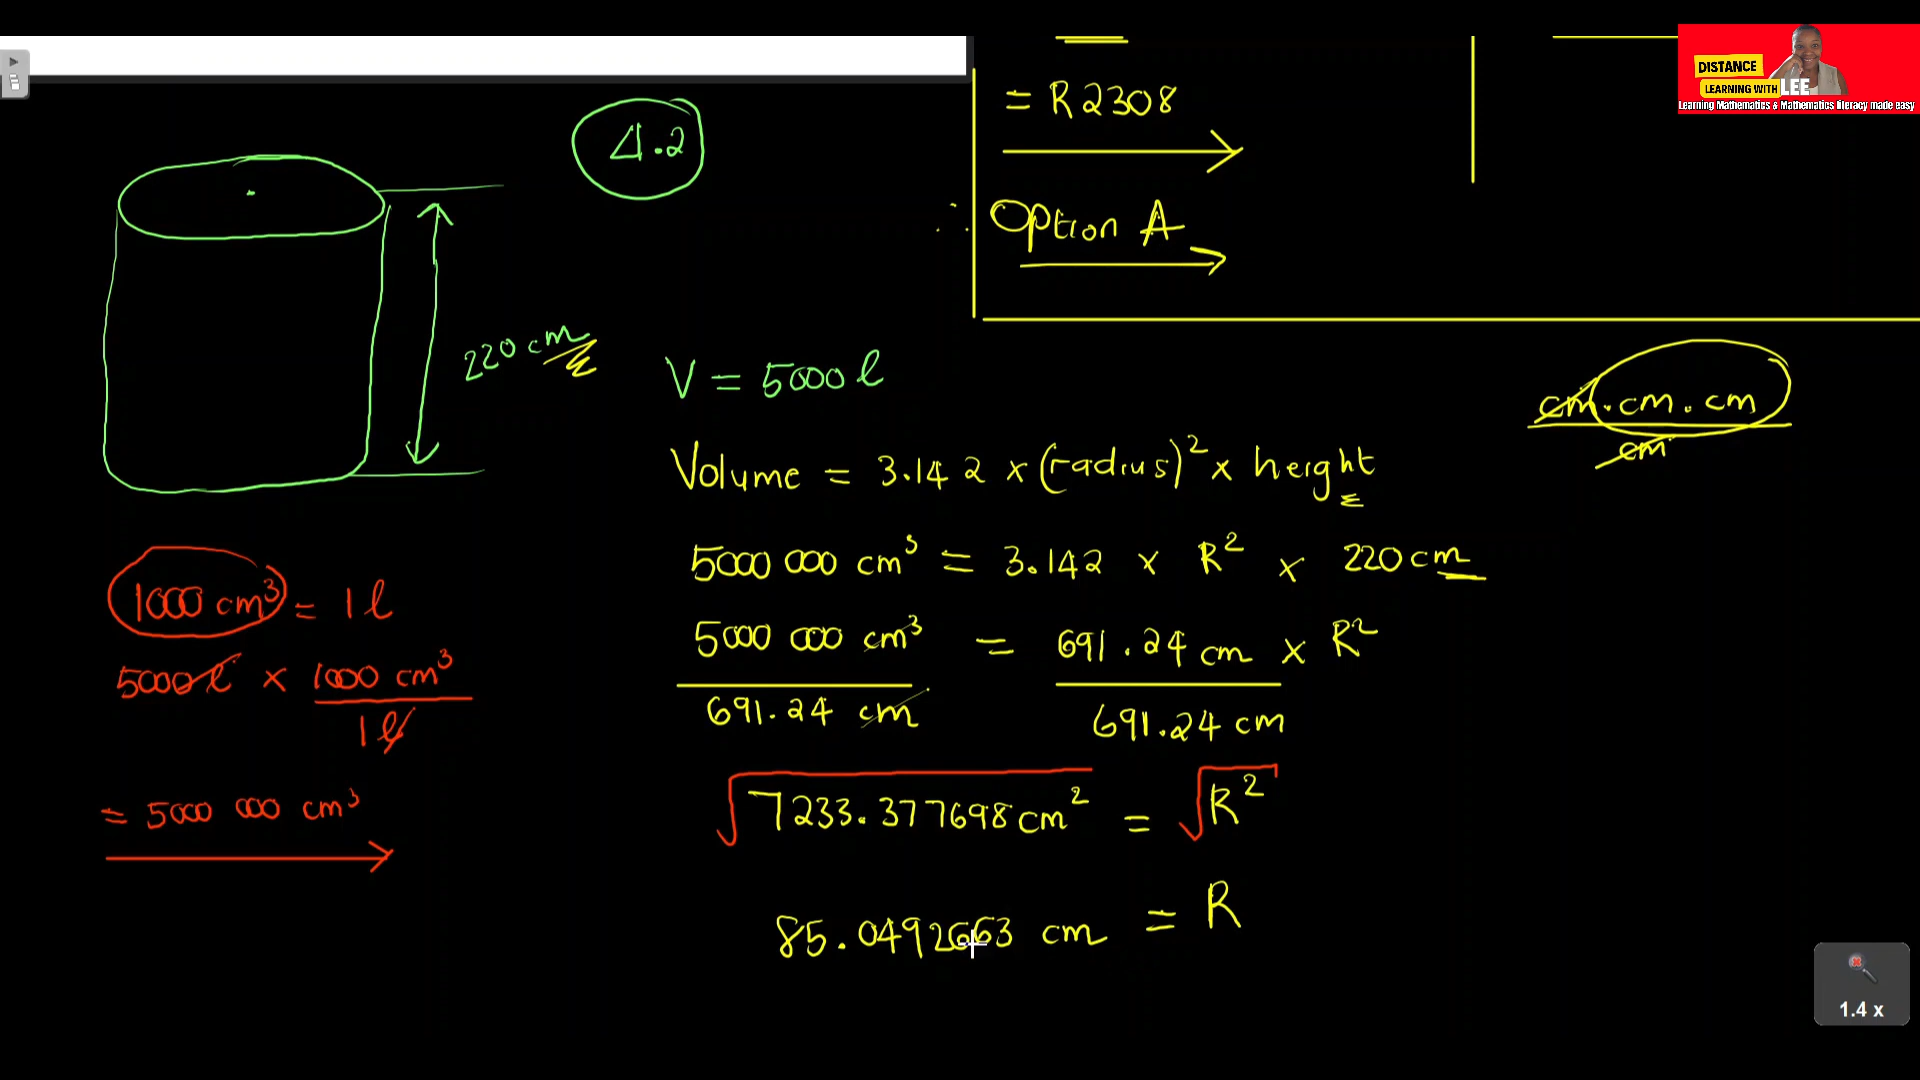 DISTANCE
LEARNING WITH LEE
Learning Mathematics & Mathematics literacy made easy
= R2308
∴ Option A
4.2
220 cm
V = 5000 l
Volume = 3.142 × (radius)² × height
5000 000 cm³ = 3.142 × R² × 220 cm
5000 000 cm³ = 691.24 cm × R²
691.24 cm 691.24 cm
√7233.377698 cm² = √R²
85.0492663 cm = R
cm . cm . cm
cm
1000 cm³ = 1 l
5000 l × 1000 cm³
1 l
= 5000 000 cm³
1.4 x